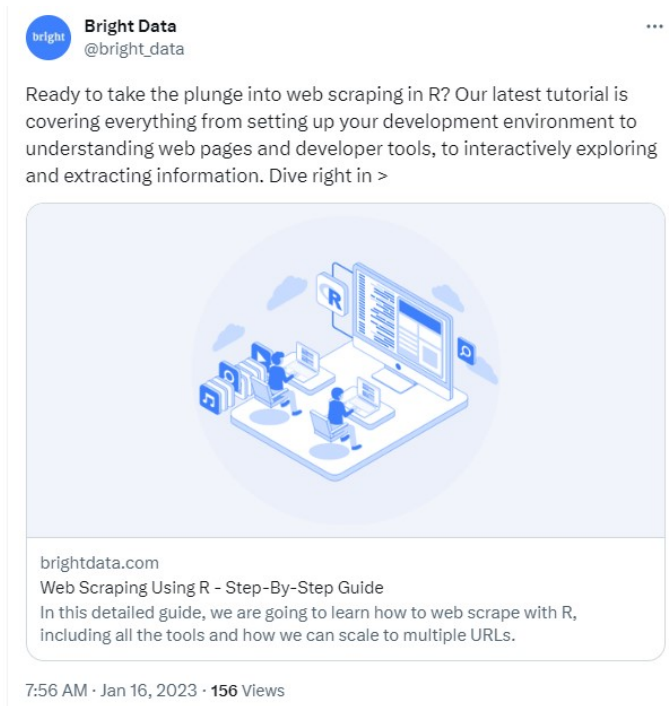 bright
Bright Data
@bright_data
Ready to take the plunge into web scraping in R? Our latest tutorial is
covering everything from setting up your development environment to
understanding web pages and developer tools, to interactively exploring
and extracting information. Dive right in >
R
brightdata.com
Web Scraping Using R - Step-By-Step Guide
In this detailed guide, we are going to learn how to web scrape with R,
including all the tools and how we can scale to multiple URLs.
7:56 AM · Jan 16, 2023 · 156 Views